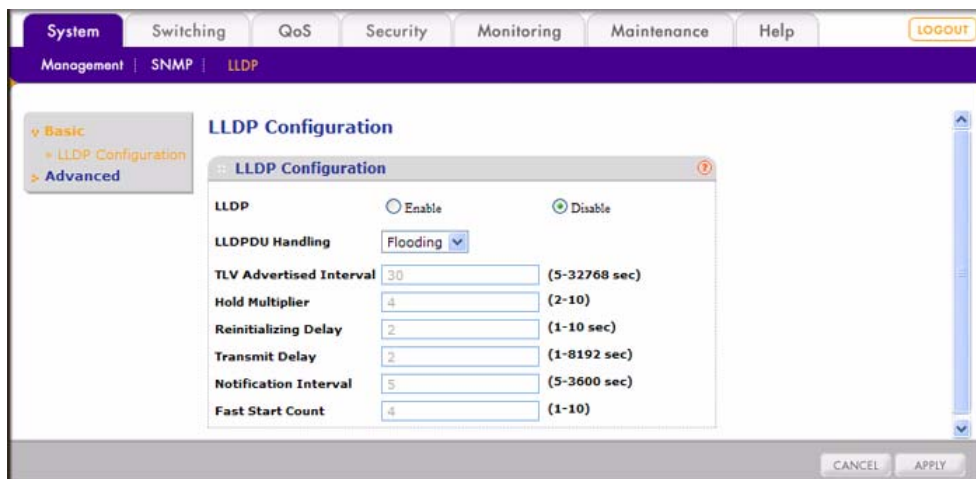 System Switching QoS Security Monitoring Maintenance Help LOGOUT
Management SNMP LLDP
Basic
LLDP Configuration
Advanced
LLDP Configuration
LLDP Configuration ?
LLDP Enable Disable
LLDPDU Handling Flooding
TLV Advertised Interval 30 (5-32768 sec)
Hold Multiplier 4 (2-10)
Reinitializing Delay 2 (1-10 sec)
Transmit Delay 2 (1-8192 sec)
Notification Interval 5 (5-3600 sec)
Fast Start Count 4 (1-10)
CANCEL APPLY